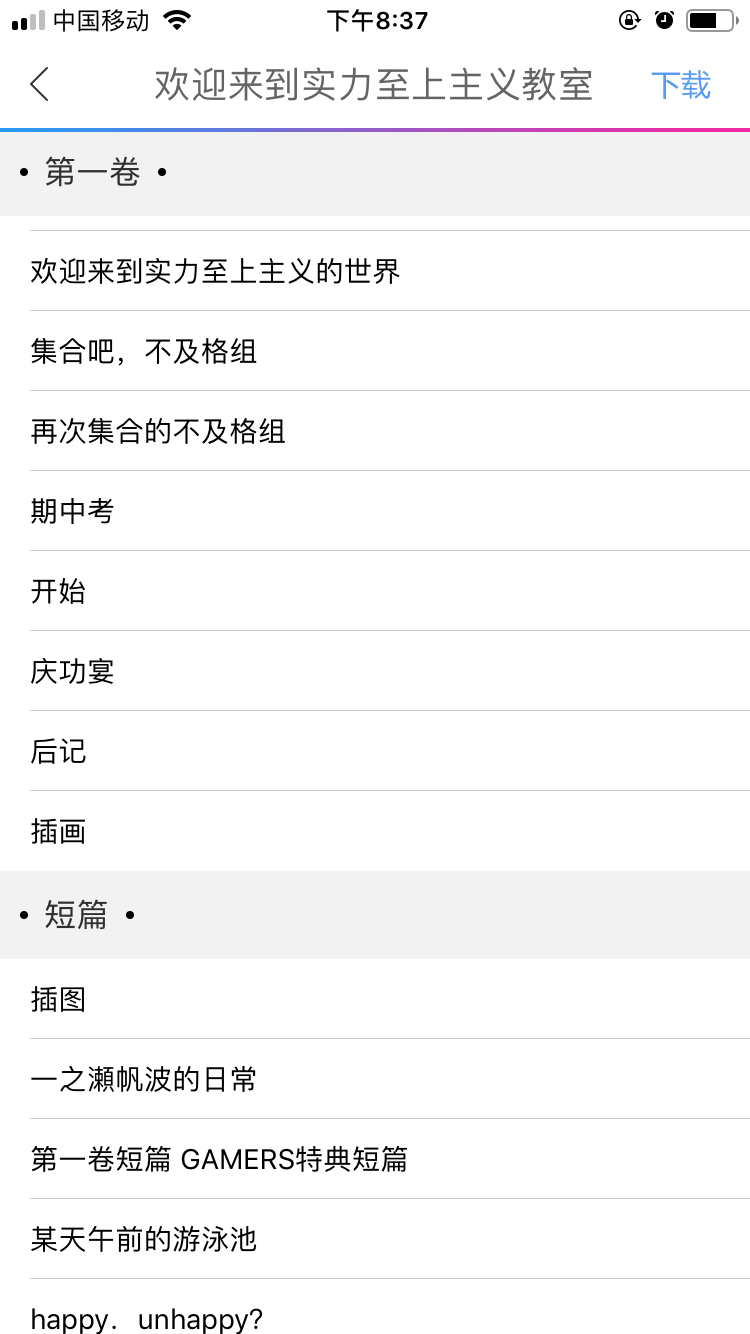 中国移动 下午8:37
欢迎来到实力至上主义教室 下载
• 第一卷 •
欢迎来到实力至上主义的世界
集合吧，不及格组
再次集合的不及格组
期中考
开始
庆功宴
后记
插画
• 短篇 •
插图
一之瀬帆波的日常
第一卷短篇 GAMERS特典短篇
某天午前的游泳池
happy．unhappy?